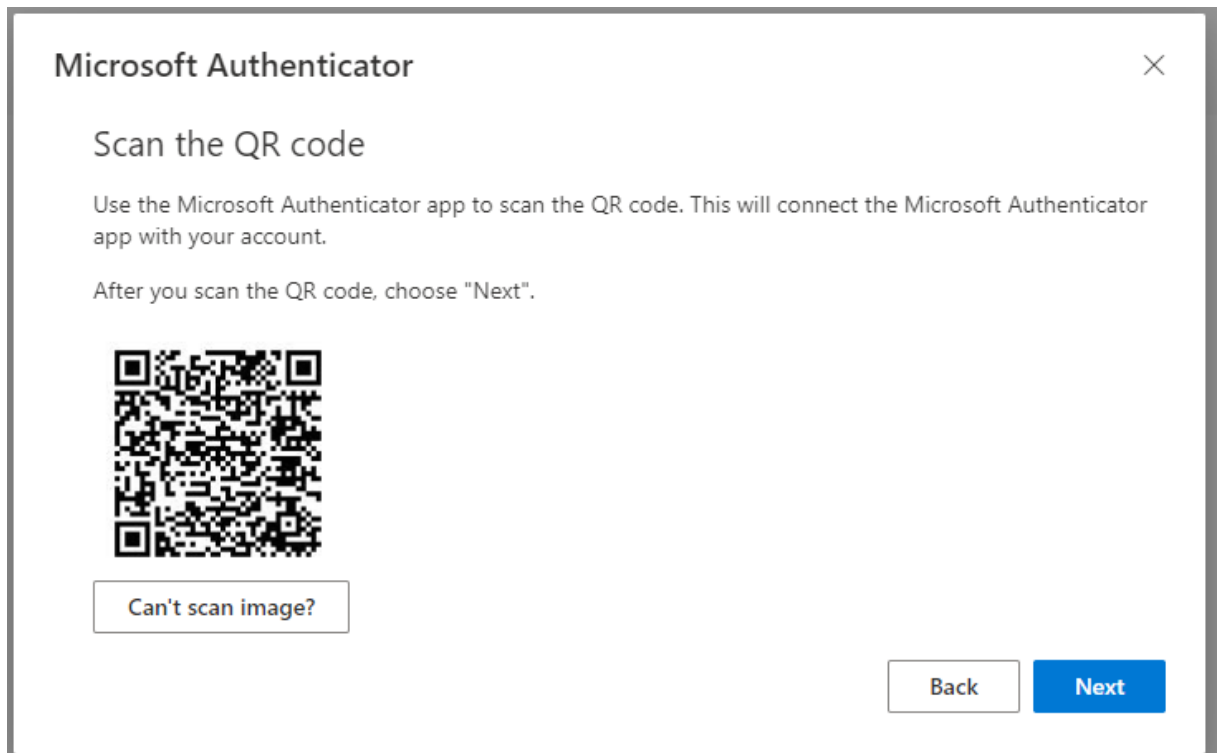 Microsoft Authenticator
Scan the QR code
Use the Microsoft Authenticator app to scan the QR code. This will connect the Microsoft Authenticator
app with your account.
After you scan the QR code, choose "Next".
Can't scan image?
Back
Next